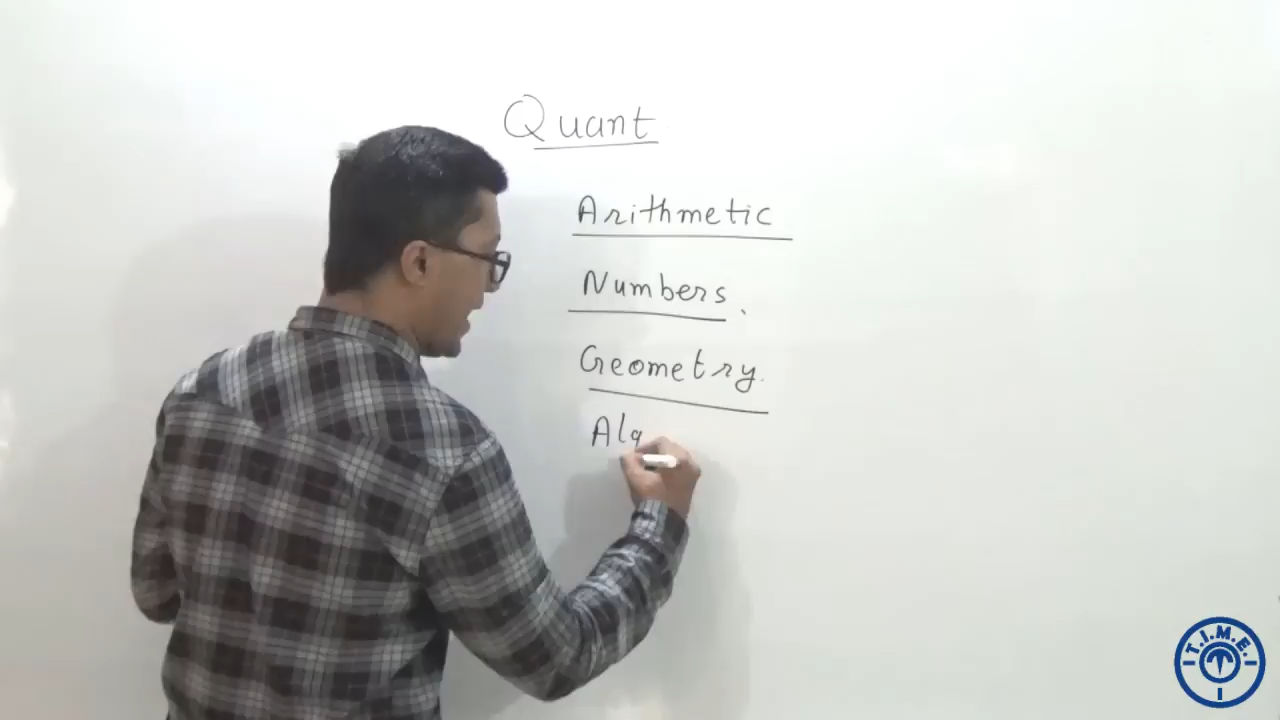 Quant
Arithmetic
Numbers.
Geometry.
Alg
T.I.M.E.